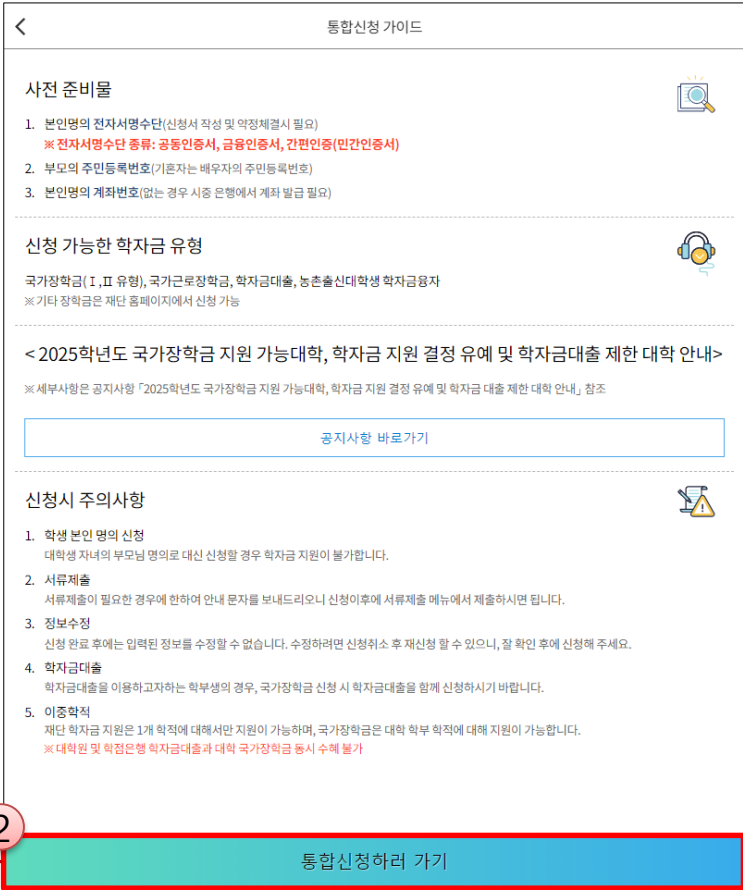 통합신청 가이드
사전 준비물
1. 본인명의 전자서명수단(신청서 작성 및 약정체결시 필요)
※ 전자서명수단 종류: 공동인증서, 금융인증서, 간편인증(민간인증서)
2. 부모의 주민등록번호(기혼자는 배우자의 주민등록번호)
3. 본인명의 계좌번호(없는 경우 시중 은행에서 계좌 발급 필요)
신청 가능한 학자금 유형
국가장학금(Ⅰ,Ⅱ 유형), 국가근로장학금, 학자금대출, 농촌출신대학생 학자금융자
※ 기타 장학금은 재단 홈페이지에서 신청 가능
< 2025학년도 국가장학금 지원 가능대학, 학자금 지원 결정 유예 및 학자금대출 제한 대학 안내>
※ 세부사항은 공지사항 「2025학년도 국가장학금 지원 가능대학, 학자금 지원 결정 유예 및 학자금 대출 제한 대학 안내」 참조
공지사항 바로가기
신청시 주의사항
1. 학생 본인 명의 신청
대학생 자녀의 부모님 명의로 대신 신청할 경우 학자금 지원이 불가합니다.
2. 서류제출
서류제출이 필요한 경우에 한하여 안내 문자를 보내드리오니 신청이후에 서류제출 메뉴에서 제출하시면 됩니다.
3. 정보수정
신청 완료 후에는 입력된 정보를 수정할 수 없습니다. 수정하려면 신청취소 후 재신청 할 수 있으니, 잘 확인 후에 신청해 주세요.
4. 학자금대출
학자금대출을 이용하고자하는 학부생의 경우, 국가장학금 신청 시 학자금대출을 함께 신청하시기 바랍니다.
5. 이중학적
재단 학자금 지원은 1개 학적에 대해서만 지원이 가능하며, 국가장학금은 대학 학부 학적에 대해 지원이 가능합니다.
※ 대학원 및 학점은행 학자금대출과 대학 국가장학금 동시 수혜 불가
2
통합신청하러 가기